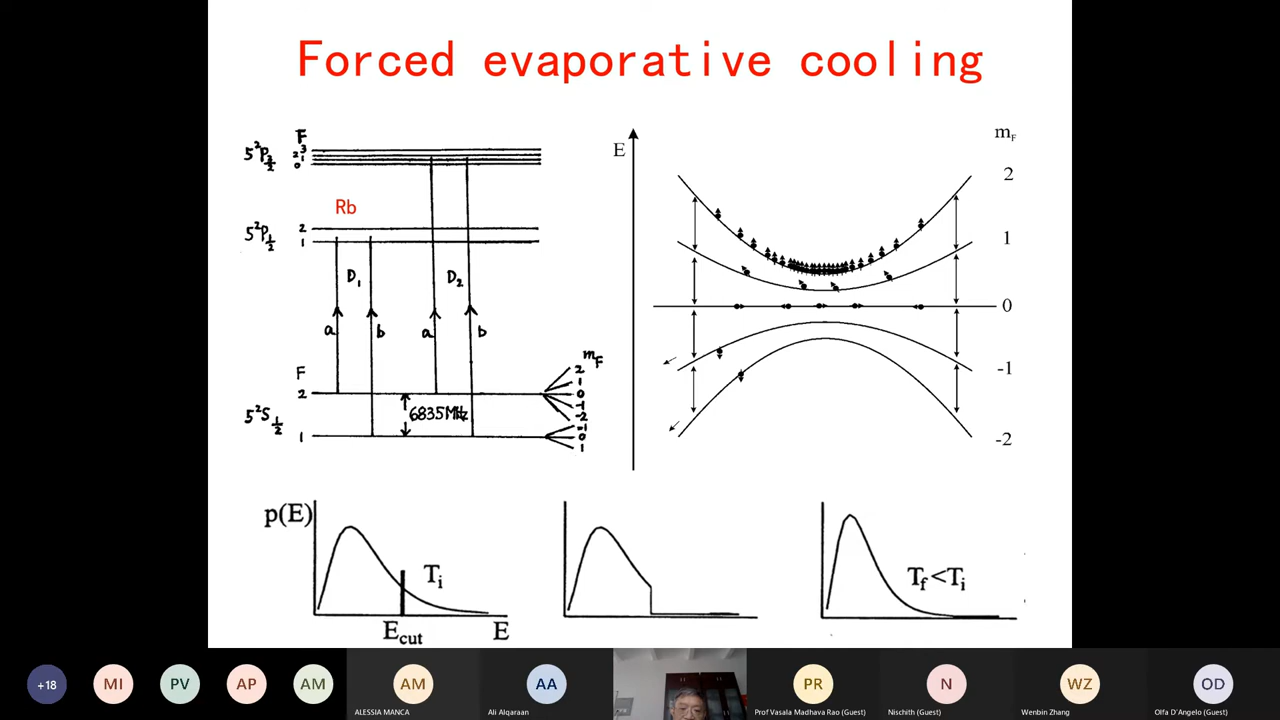 Forced evaporative cooling
F
5²P3/2
3
2
1
0
Rb
5²P1/2
2
1
D₁
D₂
a
b
a
b
F
2
6835MHz
5²S1/2
1
mF
2
1
0
-1
-2
-1
0
1
E
mF
2
1
0
-1
-2
p(E)
Ti
Ecut
E
Tf<Ti
+18
MI
PV
AP
AM
AM
ALESSIA MANCA
AA
Ali Alqaraan
PR
Prof Vasala Madhava Rao (Guest)
N
Nischith (Guest)
WZ
Wenbin Zhang
OD
Olfa D'Angelo (Guest)